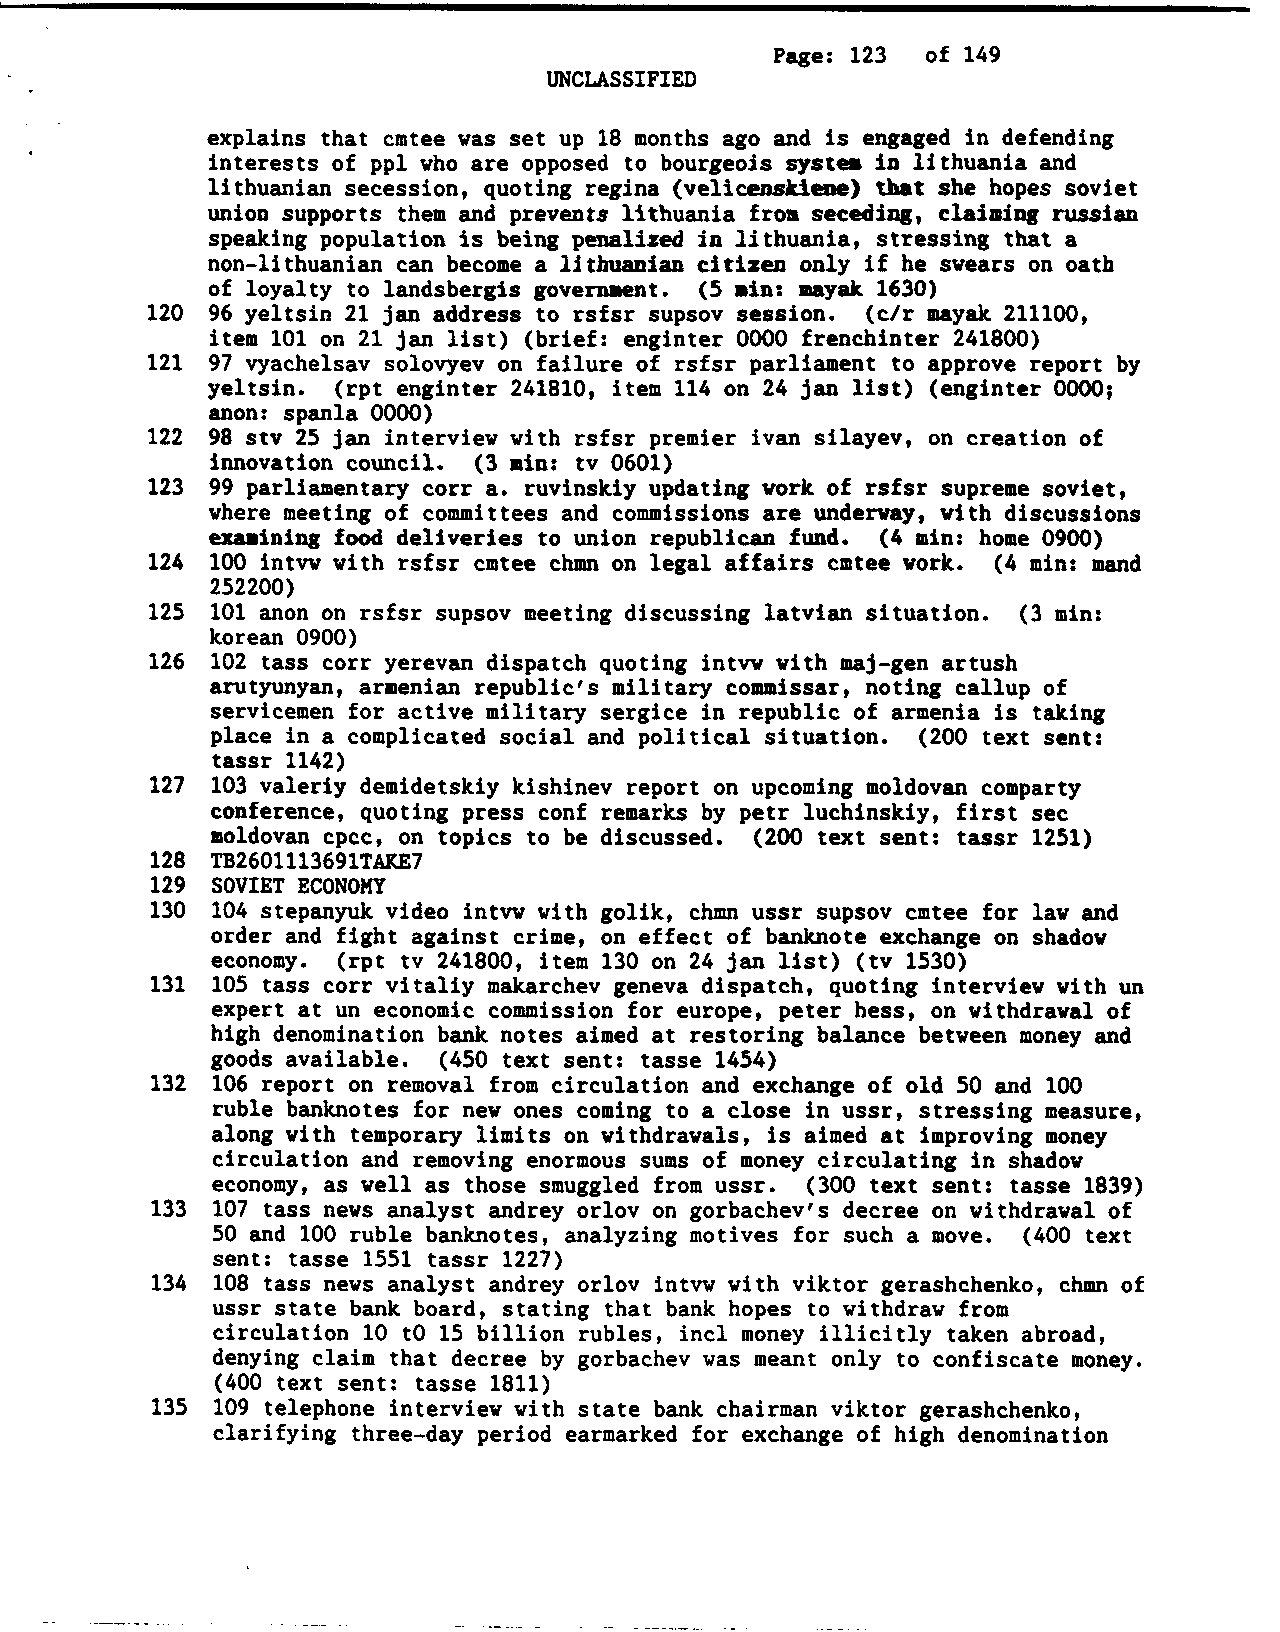 Page: 123 of 149
UNCLASSIFIED
explains that cmtee was set up 18 months ago and is engaged in defending
interests of ppl who are opposed to bourgeois system in lithuania and
lithuanian secession, quoting regina (velicenskiene) that she hopes soviet
union supports them and prevents lithuania from seceding, claiming russian
speaking population is being penalized in lithuania, stressing that a
non-lithuanian can become a lithuanian citizen only if he swears on oath
of loyalty to landsbergis government. (5 min: mayak 1630)
120 96 yeltsin 21 jan address to rsfsr supsov session. (c/r mayak 211100,
item 101 on 21 jan list) (brief: enginter 0000 frenchinter 241800)
121 97 vyachelsav solovyev on failure of rsfsr parliament to approve report by
yeltsin. (rpt enginter 241810, item 114 on 24 jan list) (enginter 0000;
anon: spanla 0000)
122 98 stv 25 jan interview with rsfsr premier ivan silayev, on creation of
innovation council. (3 min: tv 0601)
123 99 parliamentary corr a. ruvinskiy updating work of rsfsr supreme soviet,
where meeting of committees and commissions are underway, with discussions
examining food deliveries to union republican fund. (4 min: home 0900)
124 100 intvw with rsfsr cmtee chmn on legal affairs cmtee work. (4 min: mand
252200)
125 101 anon on rsfsr supsov meeting discussing latvian situation. (3 min:
korean 0900)
126 102 tass corr yerevan dispatch quoting intvw with maj-gen artush
arutyunyan, armenian republic's military commissar, noting callup of
servicemen for active military sergice in republic of armenia is taking
place in a complicated social and political situation. (200 text sent:
tassr 1142)
127 103 valeriy demidetskiy kishinev report on upcoming moldovan comparty
conference, quoting press conf remarks by petr luchinskiy, first sec
moldovan cpcc, on topics to be discussed. (200 text sent: tassr 1251)
128 TB2601113691TAKE7
129 SOVIET ECONOMY
130 104 stepanyuk video intvw with golik, chmn ussr supsov cmtee for law and
order and fight against crime, on effect of banknote exchange on shadow
economy. (rpt tv 241800, item 130 on 24 jan list) (tv 1530)
131 105 tass corr vitaliy makarchev geneva dispatch, quoting interview with un
expert at un economic commission for europe, peter hess, on withdrawal of
high denomination bank notes aimed at restoring balance between money and
goods available. (450 text sent: tasse 1454)
132 106 report on removal from circulation and exchange of old 50 and 100
ruble banknotes for new ones coming to a close in ussr, stressing measure,
along with temporary limits on withdrawals, is aimed at improving money
circulation and removing enormous sums of money circulating in shadow
economy, as well as those smuggled from ussr. (300 text sent: tasse 1839)
133 107 tass news analyst andrey orlov on gorbachev's decree on withdrawal of
50 and 100 ruble banknotes, analyzing motives for such a move. (400 text
sent: tasse 1551 tassr 1227)
134 108 tass news analyst andrey orlov intvw with viktor gerashchenko, chmn of
ussr state bank board, stating that bank hopes to withdraw from
circulation 10 t0 15 billion rubles, incl money illicitly taken abroad,
denying claim that decree by gorbachev was meant only to confiscate money.
(400 text sent: tasse 1811)
135 109 telephone interview with state bank chairman viktor gerashchenko,
clarifying three-day period earmarked for exchange of high denomination